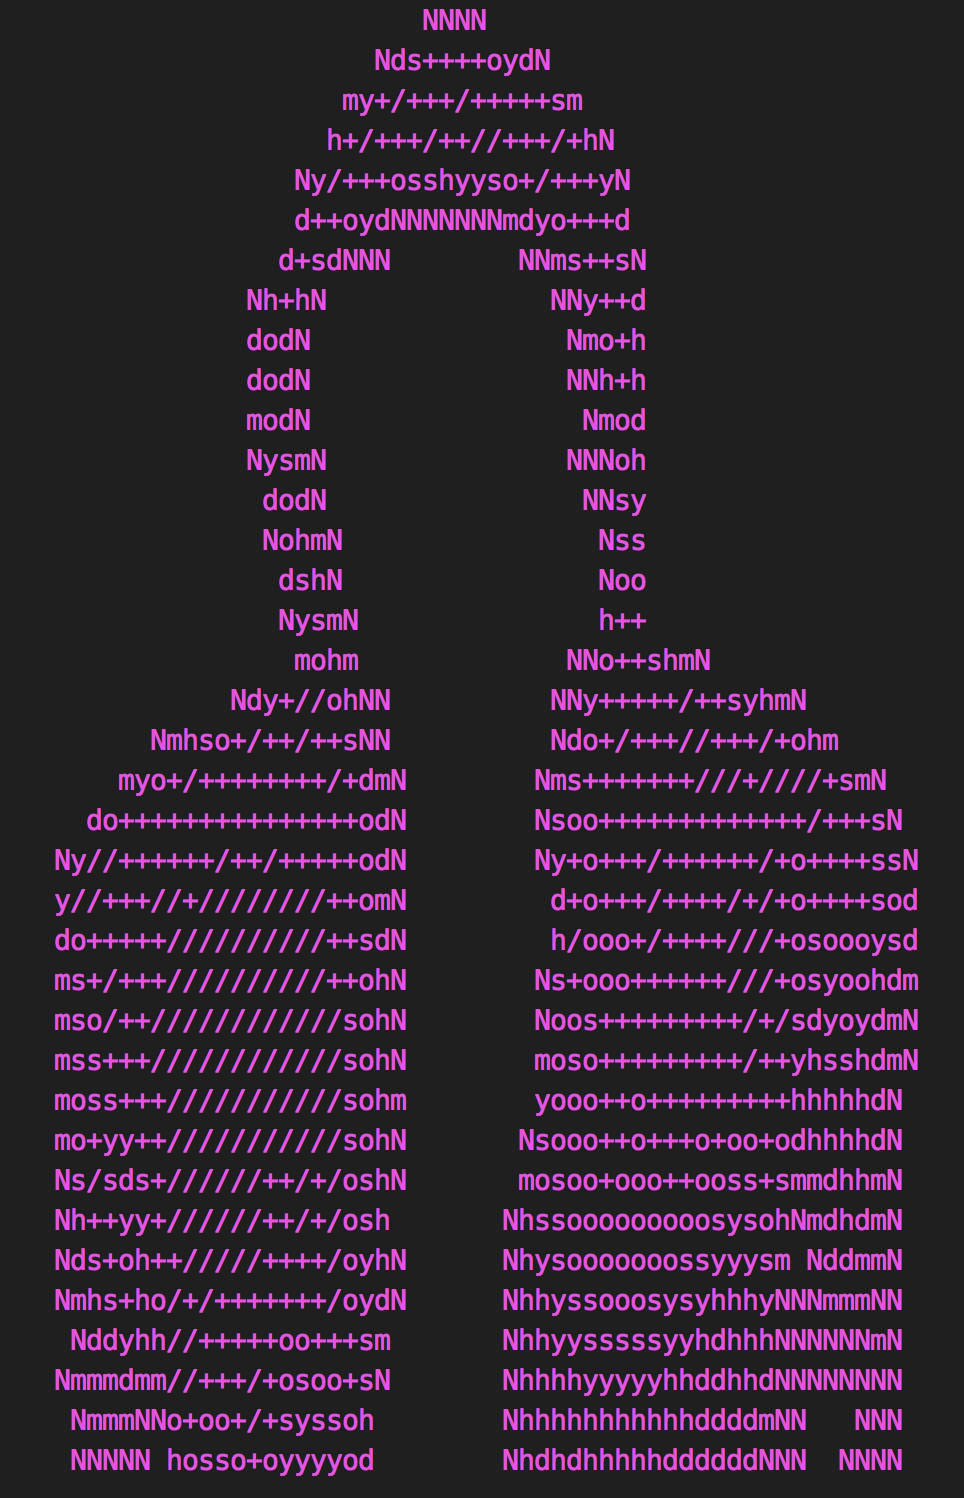 NNNN
                    Nds++++oydN
                  my+/+++/+++++sm
                 h+/+++/++//+++/+hN
               Ny/+++osshyyso+/+++yN
               d++oydNNNNNNNmdyo+++d
              d+sdNNN        NNms++sN
            Nh+hN              NNy++d
            dodN                Nmo+h
            dodN                NNh+h
            modN                 Nmod
            NysmN               NNNoh
             dodN                NNsy
             NohmN                Nss
              dshN                Noo
              NysmN               h++
               mohm             NNo++shmN
           Ndy+//ohNN          NNy+++++/++syhmN
      Nmhso+/++/++sNN          Ndo+/+++//+++/+ohm
    myo+/++++++++/+dmN        Nms+++++++///+////+smN
  do+++++++++++++++odN        Nsoo+++++++++++++/+++sN
Ny//++++++/++/+++++odN        Ny+o+++/++++++/+o++++ssN
y//+++//+////////++omN         d+o+++/++++/+/+o++++sod
do+++++//////////++sdN         h/ooo+/++++///+osoooysd
ms+/+++//////////++ohN        Ns+ooo++++++///+osyoohdm
mso/++////////////sohN        Noos+++++++++/+/sdyoydmN
mss+++////////////sohN        moso+++++++++/++yhsshdmN
moss+++///////////sohm        yooo++o+++++++++hhhhhdN
mo+yy++///////////sohN       Nsooo++o+++o+oo+odhhhhdN
Ns/sds+//////++/+/oshN       mosoo+ooo++ooss+smmdhhmN
Nh++yy+//////++/+/osh       NhssooooooooosysohNmdhdmN
Nds+oh++/////++++/oyhN      Nhysooooooossyyysm NddmmN
Nmhs+ho/+/+++++++/oydN      NhhyssooosysyhhhyNNNmmmNN
 Nddyhh//+++++oo+++sm       NhhyysssssyyhdhhhNNNNNNmN
Nmmmdmm//+++/+osoo+sN       NhhhhyyyyyhhddhhdNNNNNNNN
 NmmmNNo+oo+/+syssoh        NhhhhhhhhhhhddddmNN   NNN
 NNNNN hosso+oyyyyod        NhdhdhhhhhddddddNNN  NNNN